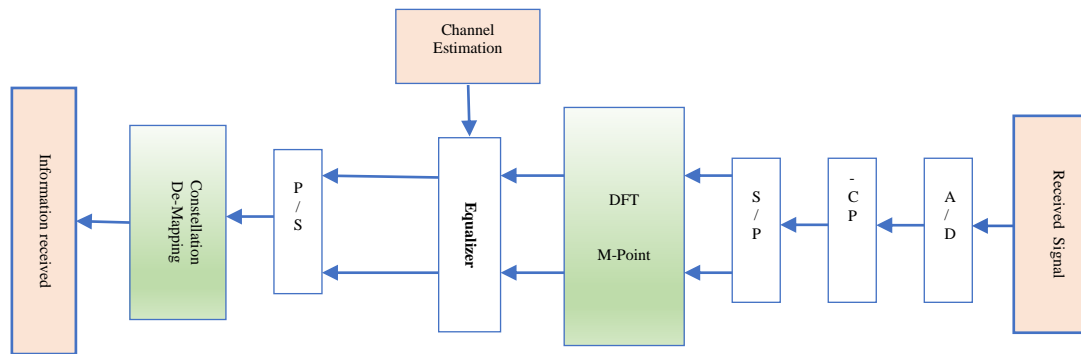 Channel
Estimation
Information received
Constellation
De-Mapping
P
/
S
Equalizer
DFT
M-Point
S
/
P
-
C
P
A
/
D
Received Signal